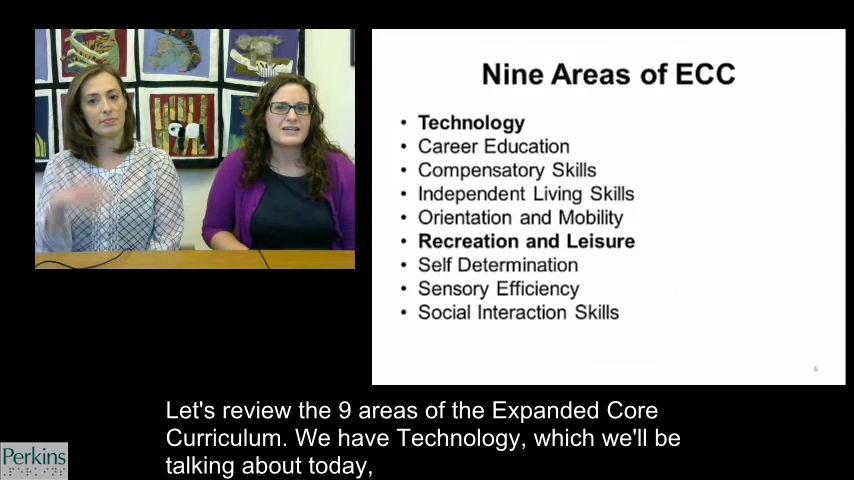 Nine Areas of ECC
• Technology
• Career Education
• Compensatory Skills
• Independent Living Skills
• Orientation and Mobility
• Recreation and Leisure
• Self Determination
• Sensory Efficiency
• Social Interaction Skills
Let's review the 9 areas of the Expanded Core
Curriculum. We have Technology, which we'll be
talking about today,
Perkins